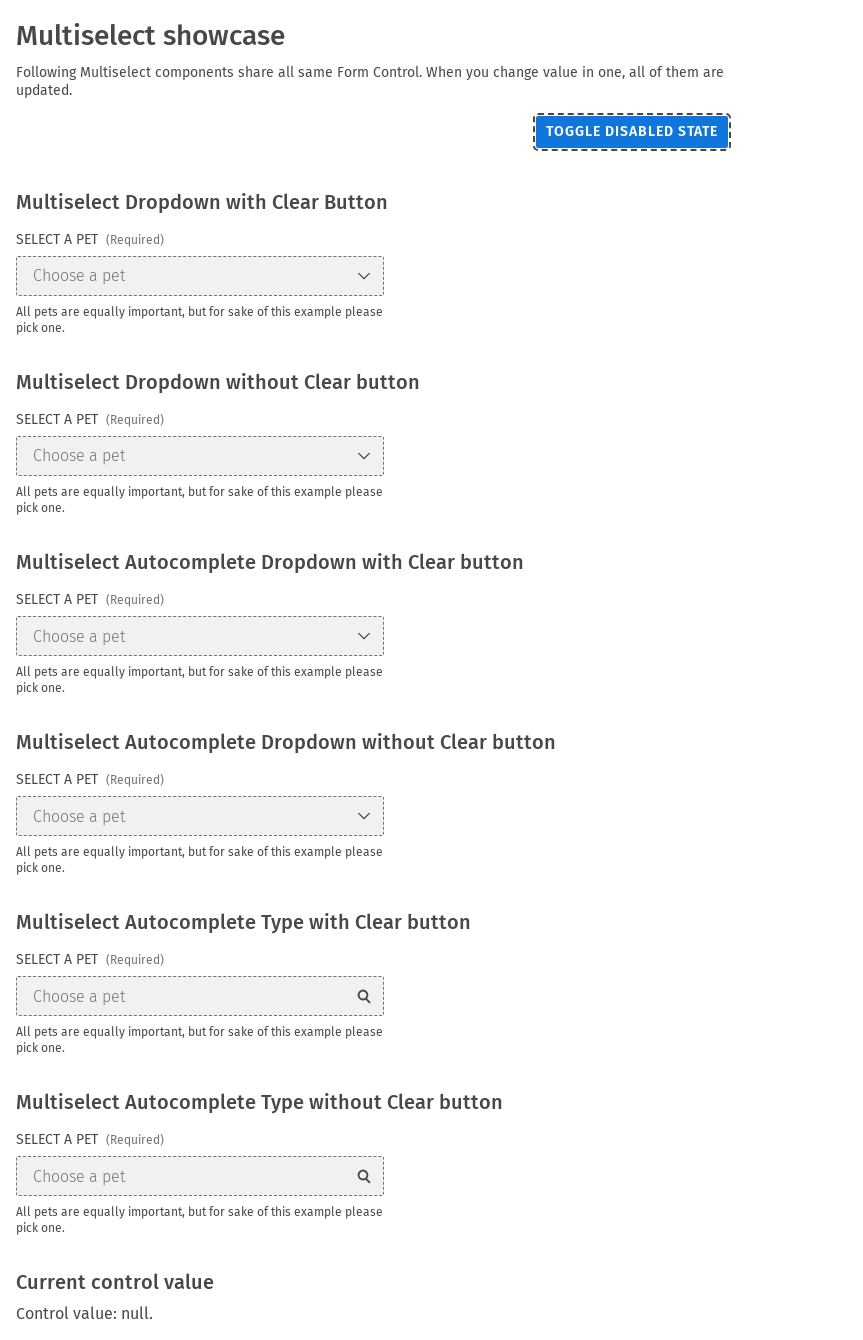 Multiselect showcase
Following Multiselect components share all same Form Control. When you change value in one, all of them are
updated.
TOGGLE DISABLED STATE
Multiselect Dropdown with Clear Button
SELECT A PET (Required)
Choose a pet
All pets are equally important, but for sake of this example please
pick one.
Multiselect Dropdown without Clear button
SELECT A PET (Required)
Choose a pet
All pets are equally important, but for sake of this example please
pick one.
Multiselect Autocomplete Dropdown with Clear button
SELECT A PET (Required)
Choose a pet
All pets are equally important, but for sake of this example please
pick one.
Multiselect Autocomplete Dropdown without Clear button
SELECT A PET (Required)
Choose a pet
All pets are equally important, but for sake of this example please
pick one.
Multiselect Autocomplete Type with Clear button
SELECT A PET (Required)
Choose a pet
All pets are equally important, but for sake of this example please
pick one.
Multiselect Autocomplete Type without Clear button
SELECT A PET (Required)
Choose a pet
All pets are equally important, but for sake of this example please
pick one.
Current control value
Control value: null.